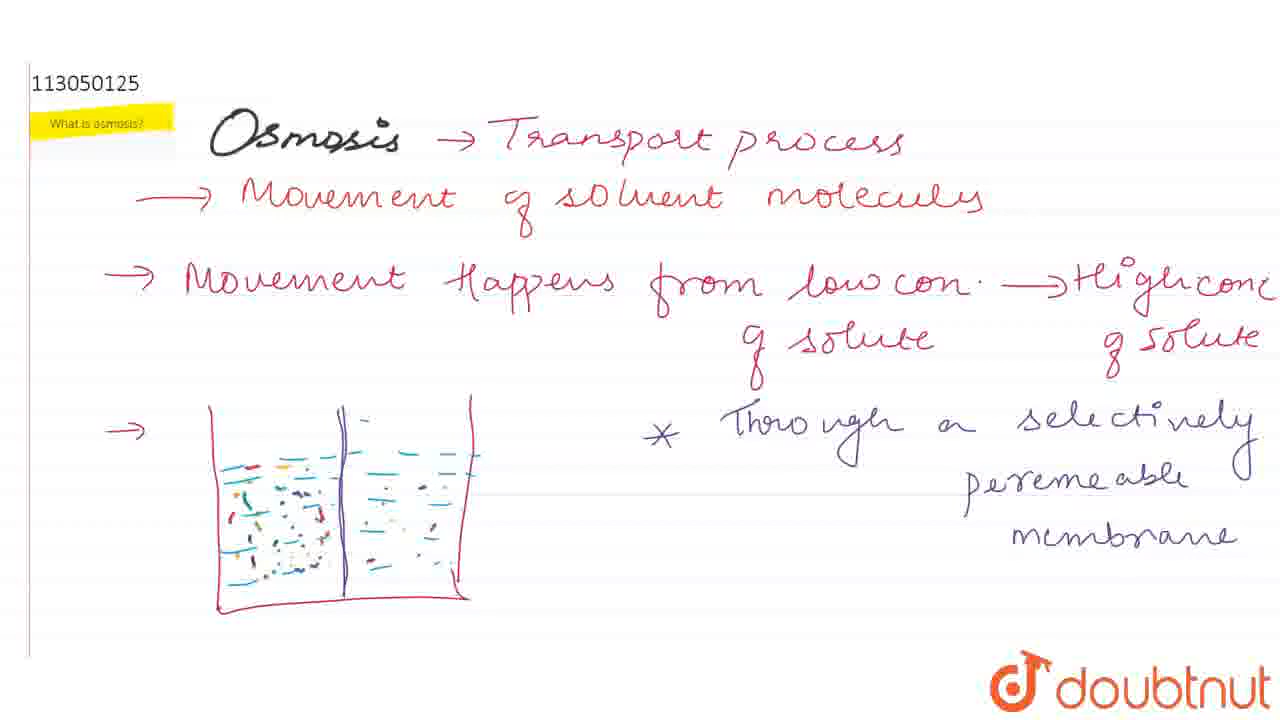 113050125
What is osmosis?
Osmosis → Transport process
→ Movement of solvent molecules
→ Movement Happens from low con. → High conc
of solute of solute
→
* Through a selectively
peremeable
membrane
doubtnut